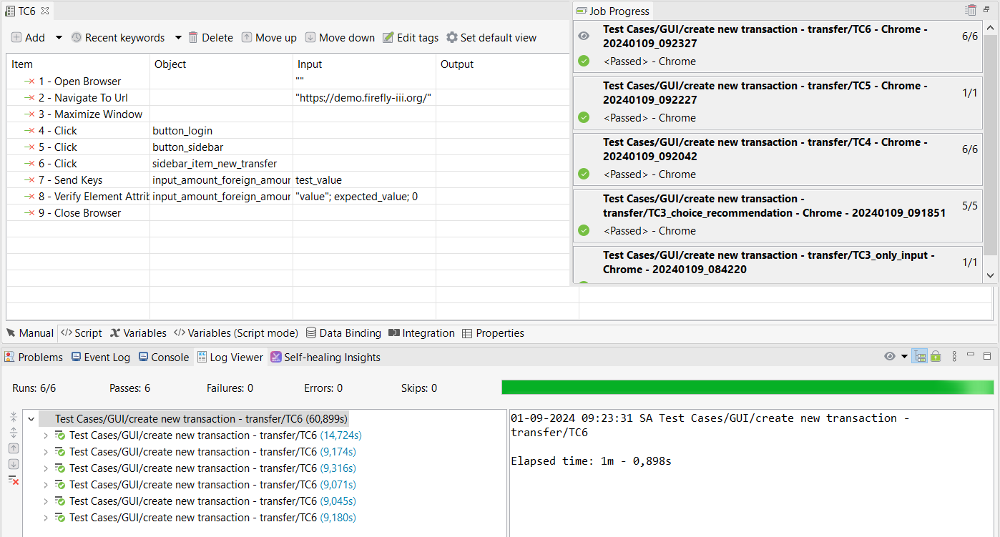 TC6
Add
Recent keywords
Delete
Move up
Move down
Edit tags
Set default view
Item Object Input Output
1 - Open Browser ""
2 - Navigate To Url "https://demo.firefly-iii.org/"
3 - Maximize Window
4 - Click button_login
5 - Click button_sidebar
6 - Click sidebar_item_new_transfer
7 - Send Keys input_amount_foreign_amour test_value
8 - Verify Element Attrib input_amount_foreign_amour "value"; expected_value; 0
9 - Close Browser
Manual
Script
Variables
Variables (Script mode)
Data Binding
Integration
Properties
Job Progress
Test Cases/GUI/create new transaction - transfer/TC6 - Chrome -
20240109_092327
6/6
<Passed> - Chrome
Test Cases/GUI/create new transaction - transfer/TC5 - Chrome -
20240109_092227
1/1
<Passed> - Chrome
Test Cases/GUI/create new transaction - transfer/TC4 - Chrome -
20240109_092042
6/6
<Passed> - Chrome
Test Cases/GUI/create new transaction -
transfer/TC3_choice_recommendation - Chrome - 20240109_091851
5/5
<Passed> - Chrome
Test Cases/GUI/create new transaction - transfer/TC3_only_input -
Chrome - 20240109_084220
1/1
Problems
Event Log
Console
Log Viewer
Self-healing Insights
Runs: 6/6 Passes: 6 Failures: 0 Errors: 0 Skips: 0
Test Cases/GUI/create new transaction - transfer/TC6 (60,899s)
Test Cases/GUI/create new transaction - transfer/TC6 (14,724s)
Test Cases/GUI/create new transaction - transfer/TC6 (9,174s)
Test Cases/GUI/create new transaction - transfer/TC6 (9,316s)
Test Cases/GUI/create new transaction - transfer/TC6 (9,071s)
Test Cases/GUI/create new transaction - transfer/TC6 (9,045s)
Test Cases/GUI/create new transaction - transfer/TC6 (9,180s)
01-09-2024 09:23:31 SA Test Cases/GUI/create new transaction -
transfer/TC6
Elapsed time: 1m - 0,898s